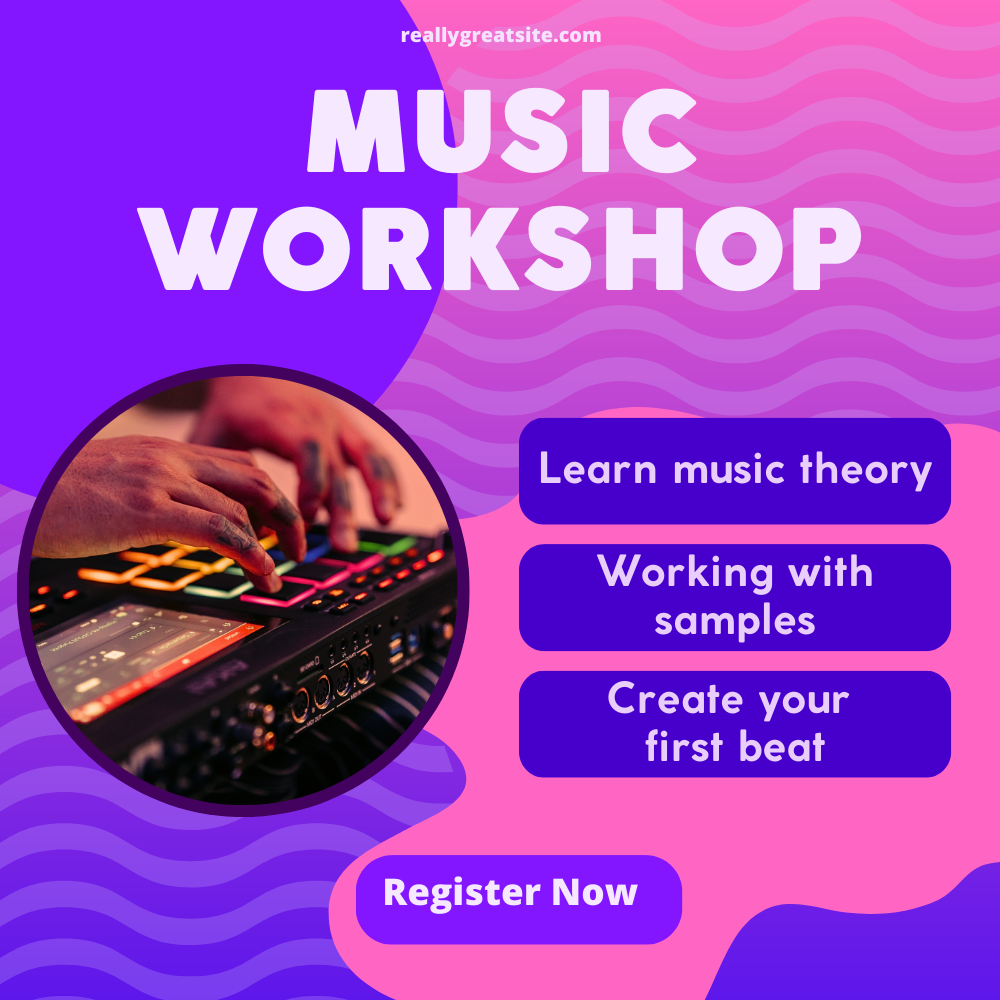 reallygreatsite.com
MUSIC
WORKSHOP
Learn music theory
Working with
samples
Create your
first beat
Register Now